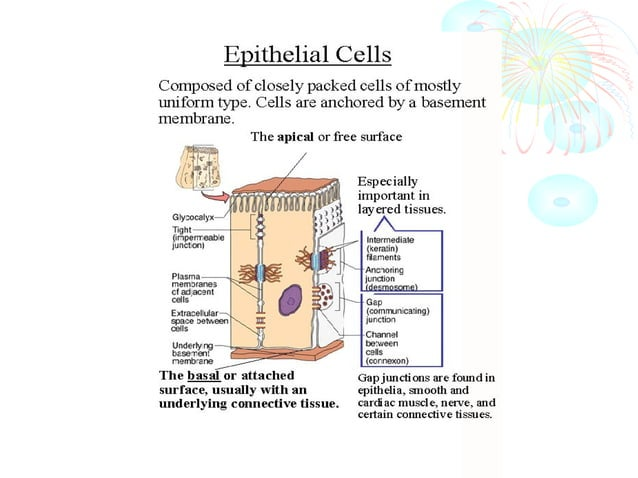 Epithelial Cells
Composed of closely packed cells of mostly
uniform type. Cells are anchored by a basement
membrane.
The apical or free surface
Especially
important in
layered tissues.
Glycocalyx
Tight
(impermeable
junction)
Plasma
membranes
of adjacent
cells
Extracellular
space between
cells
Underlying
basement
membrane
Intermediate
(keratin)
filaments
Anchoring
junction
(desmosome)
Gap
(communicating)
junction
Channel
between
cells
(connexon)
The basal or attached
surface, usually with an
underlying connective tissue.
Gap junctions are found in
epithelia, smooth and
cardiac muscle, nerve, and
certain connective tissues.